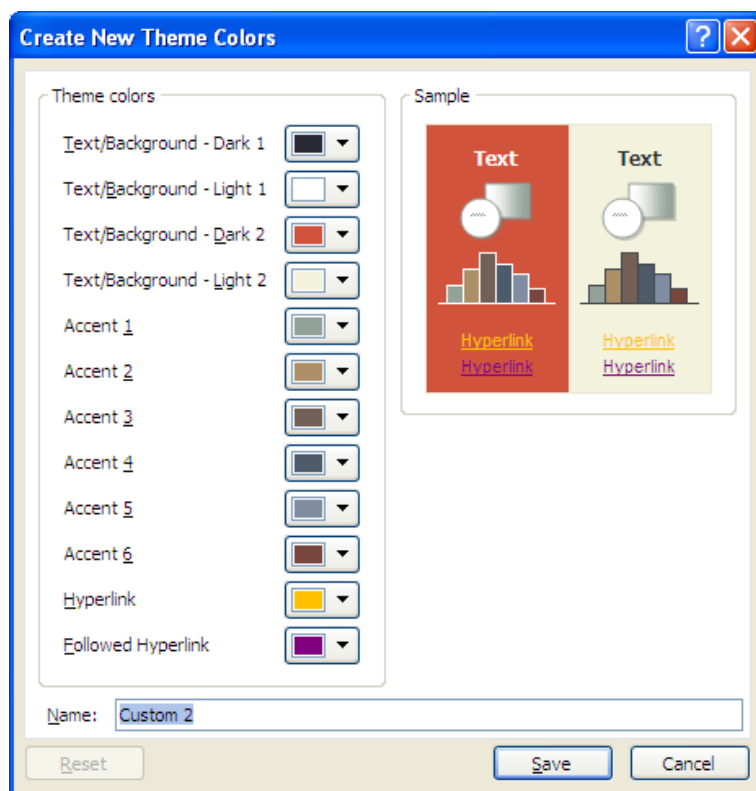 Create New Theme Colors
Theme colors
Text/Background - Dark 1
Text/Background - Light 1
Text/Background - Dark 2
Text/Background - Light 2
Accent 1
Accent 2
Accent 3
Accent 4
Accent 5
Accent 6
Hyperlink
Followed Hyperlink
Sample
Text Text
Hyperlink Hyperlink
Hyperlink Hyperlink
Name: Custom 2
Reset Save Cancel